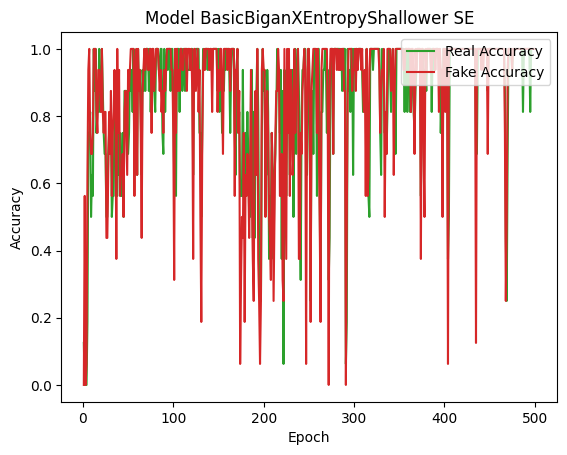 Model BasicBiganXEntropyShallower SE
Real Accuracy
Fake Accuracy
Accuracy
1.0
0.8
0.6
0.4
0.2
0.0
0 100 200 300 400 500
Epoch